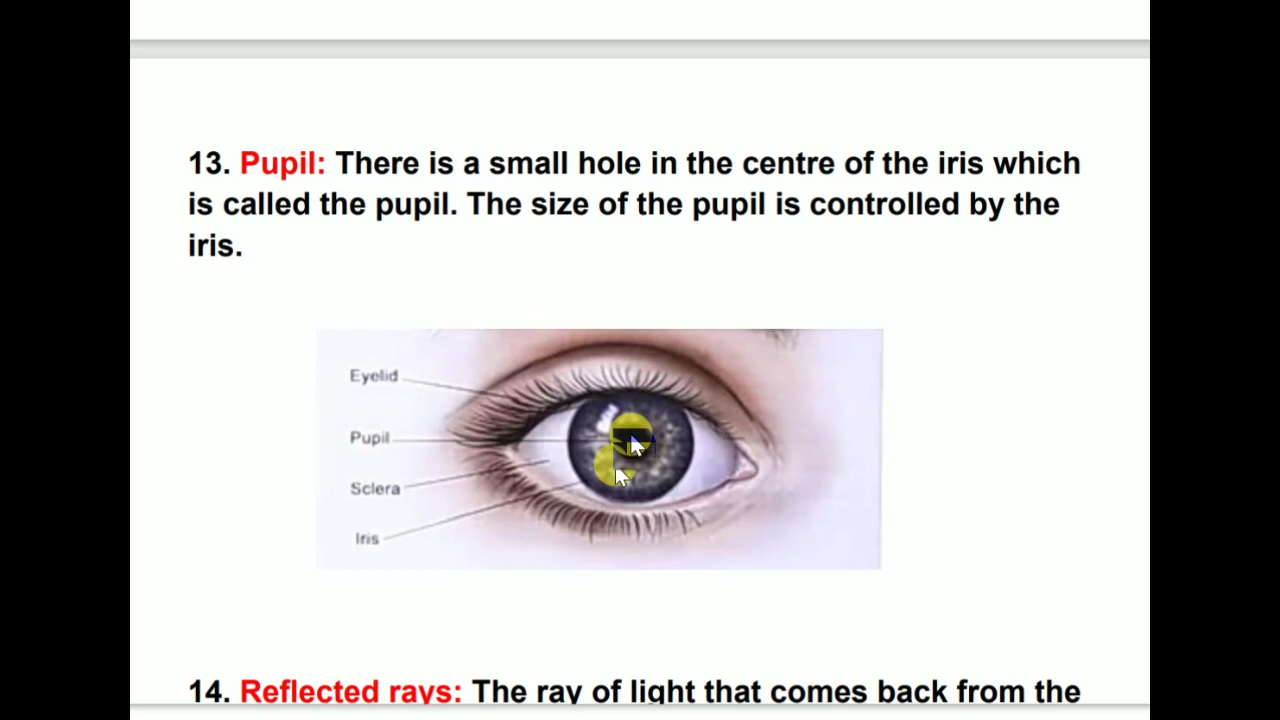 13. Pupil: There is a small hole in the centre of the iris which
is called the pupil. The size of the pupil is controlled by the
iris.
Eyelid
Pupil
Sclera
Iris
14. Reflected rays: The ray of light that comes back from the